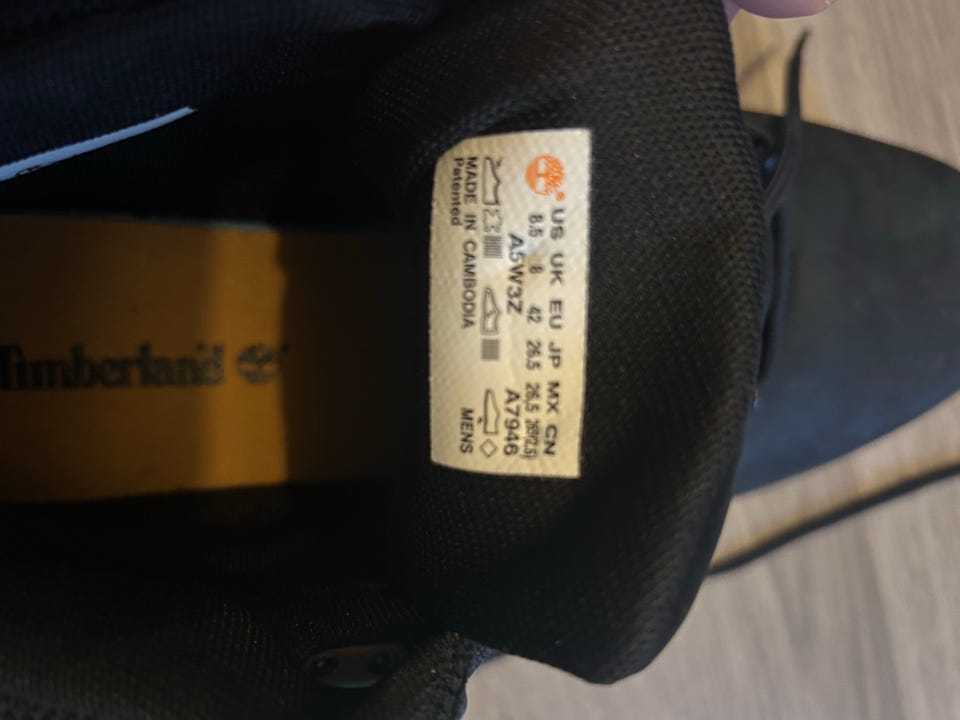 US UK EU JP MX CN
8.5 8 42 26.5 26.5 265(2.5)
A5W3Z A7946
MADE IN CAMBODIA MENS
Patented
Timberland